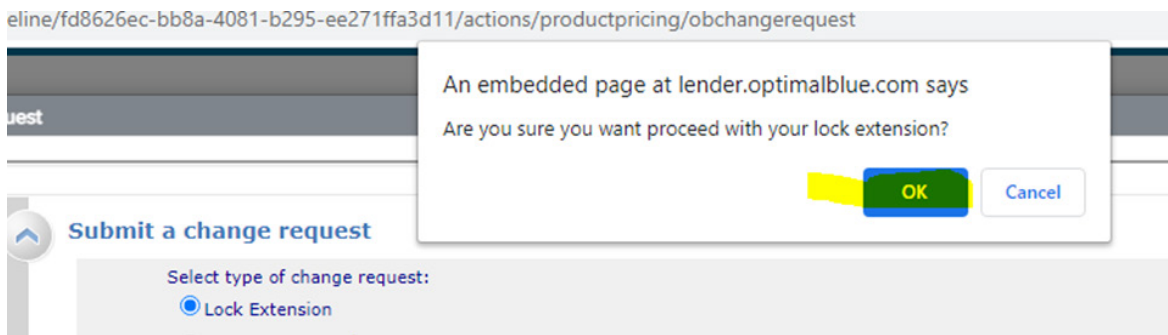 eline/fd8626ec-bb8a-4081-b295-ee271ffa3d11/actions/productpricing/obchangerequest
uest
An embedded page at lender.optimalblue.com says
Are you sure you want proceed with your lock extension?
OK Cancel
Submit a change request
Select type of change request:
Lock Extension